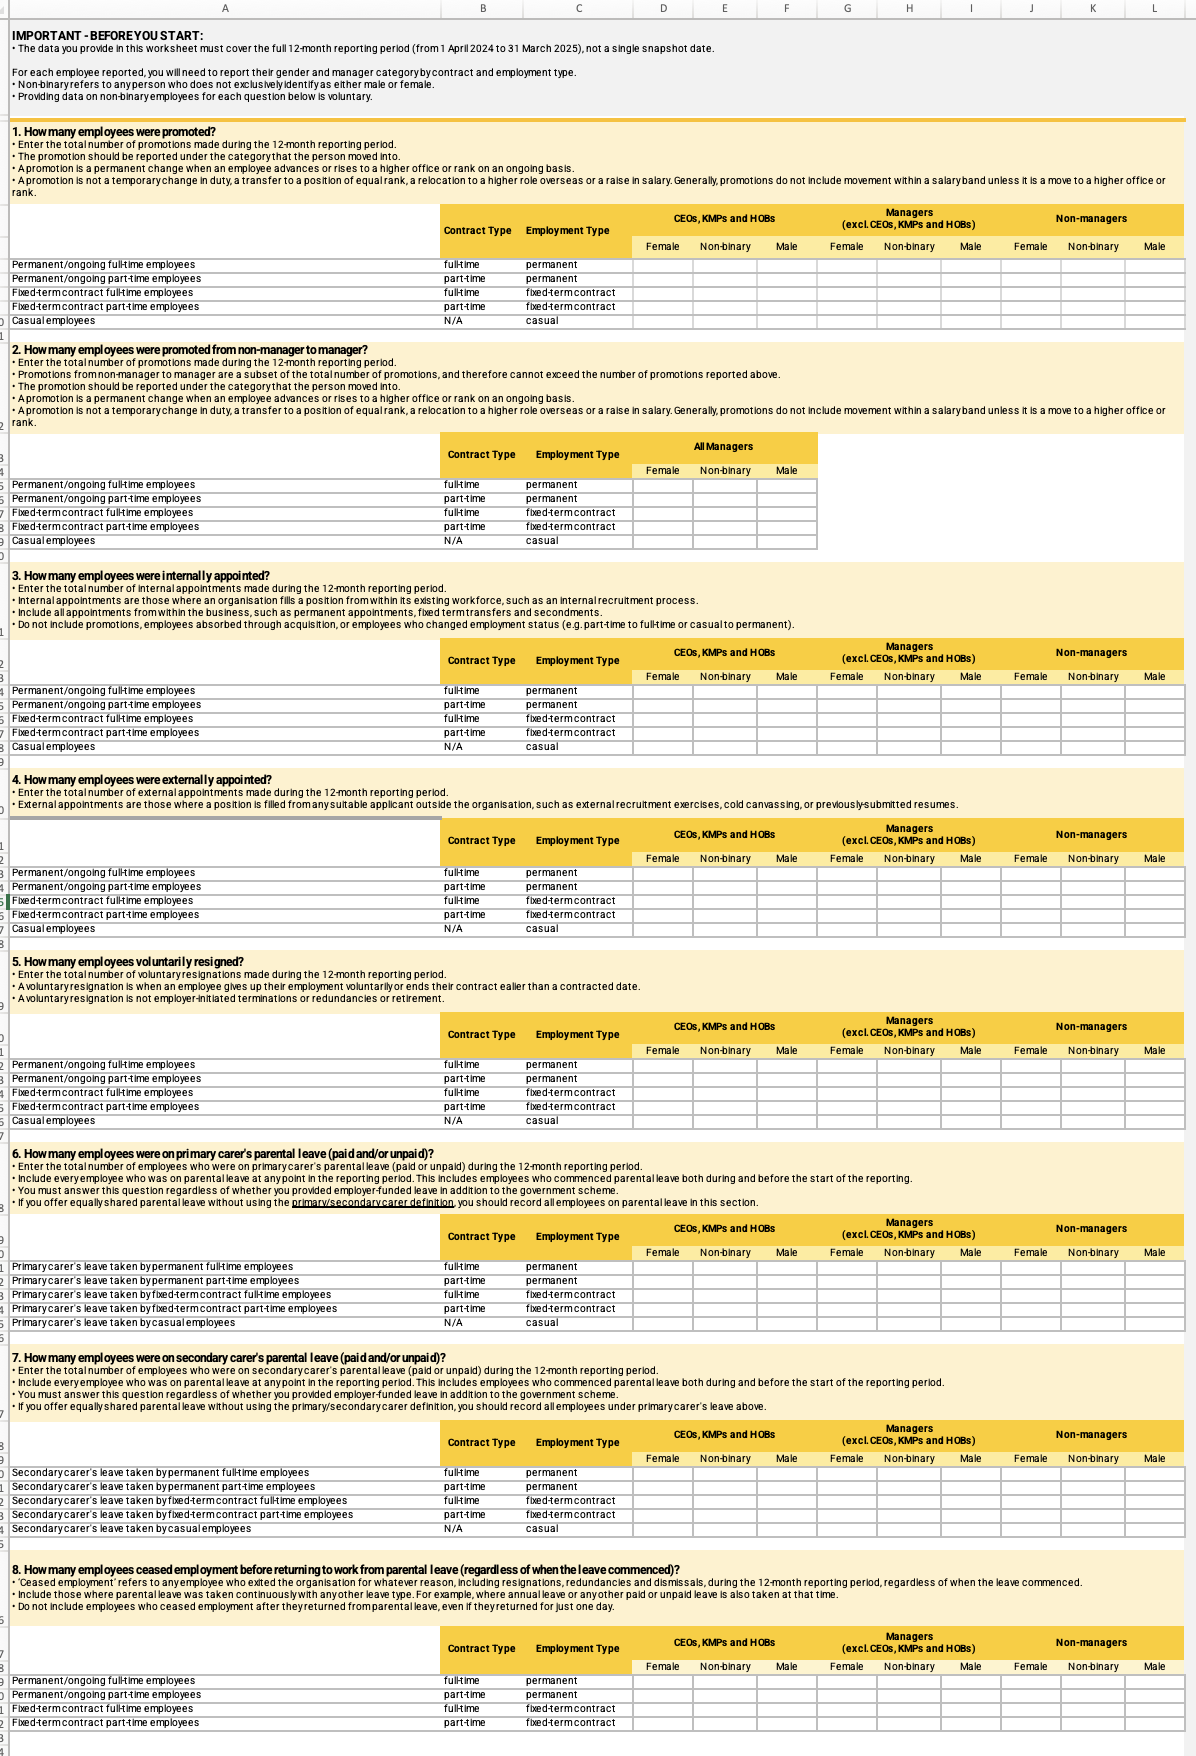 A B C D E F G H I J K L
IMPORTANT - BEFORE YOU START:
• The data you provide in this worksheet must cover the full 12-month reporting period (from 1 April 2024 to 31 March 2025), not a single snapshot date.
For each employee reported, you will need to report their gender and manager category by contract and employment type.
• Non-binary refers to any person who does not exclusively identify as either male or female.
• Providing data on non-binary employees for each question below is voluntary.
1. How many employees were promoted?
• Enter the total number of promotions made during the 12-month reporting period.
• The promotion should be reported under the category that the person moved into.
• A promotion is a permanent change when an employee advances or rises to a higher office or rank on an ongoing basis.
• A promotion is not a temporary change in duty, a transfer to a position of equal rank, a relocation to a higher role overseas or a raise in salary. Generally, promotions do not include movement within a salary band unless it is a move to a higher office or
rank.
Contract Type Employment Type CEOs, KMPs and HOBs Managers (excl. CEOs, KMPs and HOBs) Non-managers
Female Non-binary Male Female Non-binary Male Female Non-binary Male
Permanent/ongoing full-time employees full-time permanent
Permanent/ongoing part-time employees part-time permanent
Fixed-term contract full-time employees full-time fixed-term contract
Fixed-term contract part-time employees part-time fixed-term contract
Casual employees N/A casual
2. How many employees were promoted from non-manager to manager?
• Enter the total number of promotions made during the 12-month reporting period.
• Promotions from non-manager to manager are a subset of the total number of promotions, and therefore cannot exceed the number of promotions reported above.
• The promotion should be reported under the category that the person moved into.
• A promotion is a permanent change when an employee advances or rises to a higher office or rank on an ongoing basis.
• A promotion is not a temporary change in duty, a transfer to a position of equal rank, a relocation to a higher role overseas or a raise in salary. Generally, promotions do not include movement within a salary band unless it is a move to a higher office or
rank.
Contract Type Employment Type All Managers
Female Non-binary Male
Permanent/ongoing full-time employees full-time permanent
Permanent/ongoing part-time employees part-time permanent
Fixed-term contract full-time employees full-time fixed-term contract
Fixed-term contract part-time employees part-time fixed-term contract
Casual employees N/A casual
3. How many employees were internally appointed?
• Enter the total number of internal appointments made during the 12-month reporting period.
• Internal appointments are those where an organisation fills a position from within its existing workforce, such as an internal recruitment process.
• Include all appointments from within the business, such as permanent appointments, fixed term transfers and secondments.
• Do not include promotions, employees absorbed through acquisition, or employees who changed employment status (e.g. part-time to full-time or casual to permanent).
Contract Type Employment Type CEOs, KMPs and HOBs Managers (excl. CEOs, KMPs and HOBs) Non-managers
Female Non-binary Male Female Non-binary Male Female Non-binary Male
Permanent/ongoing full-time employees full-time permanent
Permanent/ongoing part-time employees part-time permanent
Fixed-term contract full-time employees full-time fixed-term contract
Fixed-term contract part-time employees part-time fixed-term contract
Casual employees N/A casual
4. How many employees were externally appointed?
• Enter the total number of external appointments made during the 12-month reporting period.
• External appointments are those where a position is filled from any suitable applicant outside the organisation, such as external recruitment exercises, cold canvassing, or previously-submitted resumes.
Contract Type Employment Type CEOs, KMPs and HOBs Managers (excl. CEOs, KMPs and HOBs) Non-managers
Female Non-binary Male Female Non-binary Male Female Non-binary Male
Permanent/ongoing full-time employees full-time permanent
Permanent/ongoing part-time employees part-time permanent
Fixed-term contract full-time employees full-time fixed-term contract
Fixed-term contract part-time employees part-time fixed-term contract
Casual employees N/A casual
5. How many employees voluntarily resigned?
• Enter the total number of voluntary resignations made during the 12-month reporting period.
• A voluntary resignation is when an employee gives up their employment voluntarily or ends their contract ealier than a contracted date.
• A voluntary resignation is not employer-initiated terminations or redundancies or retirement.
Contract Type Employment Type CEOs, KMPs and HOBs Managers (excl. CEOs, KMPs and HOBs) Non-managers
Female Non-binary Male Female Non-binary Male Female Non-binary Male
Permanent/ongoing full-time employees full-time permanent
Permanent/ongoing part-time employees part-time permanent
Fixed-term contract full-time employees full-time fixed-term contract
Fixed-term contract part-time employees part-time fixed-term contract
Casual employees N/A casual
6. How many employees were on primary carer's parental leave (paid and/or unpaid)?
• Enter the total number of employees who were on primary carer's parental leave (paid or unpaid) during the 12-month reporting period.
• Include every employee who was on parental leave at any point in the reporting period. This includes employees who commenced parental leave both during and before the start of the reporting.
• You must answer this question regardless of whether you provided employer-funded leave in addition to the government scheme.
• If you offer equally shared parental leave without using the primary/secondary carer definition, you should record all employees on parental leave in this section.
Contract Type Employment Type CEOs, KMPs and HOBs Managers (excl. CEOs, KMPs and HOBs) Non-managers
Female Non-binary Male Female Non-binary Male Female Non-binary Male
Primary carer's leave taken by permanent full-time employees full-time permanent
Primary carer's leave taken by permanent part-time employees part-time permanent
Primary carer's leave taken by fixed-term contract full-time employees full-time fixed-term contract
Primary carer's leave taken by fixed-term contract part-time employees part-time fixed-term contract
Primary carer's leave taken by casual employees N/A casual
7. How many employees were on secondary carer's parental leave (paid and/or unpaid)?
• Enter the total number of employees who were on secondary carer's parental leave (paid or unpaid) during the 12-month reporting period.
• Include every employee who was on parental leave at any point in the reporting period. This includes employees who commenced parental leave both during and before the start of the reporting period.
• You must answer this question regardless of whether you provided employer-funded leave in addition to the government scheme.
• If you offer equally shared parental leave without using the primary/secondary carer definition, you should record all employees under primary carer's leave above.
Contract Type Employment Type CEOs, KMPs and HOBs Managers (excl. CEOs, KMPs and HOBs) Non-managers
Female Non-binary Male Female Non-binary Male Female Non-binary Male
Secondary carer's leave taken by permanent full-time employees full-time permanent
Secondary carer's leave taken by permanent part-time employees part-time permanent
Secondary carer's leave taken by fixed-term contract full-time employees full-time fixed-term contract
Secondary carer's leave taken by fixed-term contract part-time employees part-time fixed-term contract
Secondary carer's leave taken by casual employees N/A casual
8. How many employees ceased employment before returning to work from parental leave (regardless of when the leave commenced)?
• 'Ceased employment' refers to any employee who exited the organisation for whatever reason, including resignations, redundancies and dismissals, during the 12-month reporting period, regardless of when the leave commenced.
• Include those where parental leave was taken continuously with any other leave type. For example, where annual leave or any other paid or unpaid leave is also taken at that time.
• Do not include employees who ceased employment after they returned from parental leave, even if they returned for just one day.
Contract Type Employment Type CEOs, KMPs and HOBs Managers (excl. CEOs, KMPs and HOBs) Non-managers
Female Non-binary Male Female Non-binary Male Female Non-binary Male
Permanent/ongoing full-time employees full-time permanent
Permanent/ongoing part-time employees part-time permanent
Fixed-term contract full-time employees full-time fixed-term contract
Fixed-term contract part-time employees part-time fixed-term contract